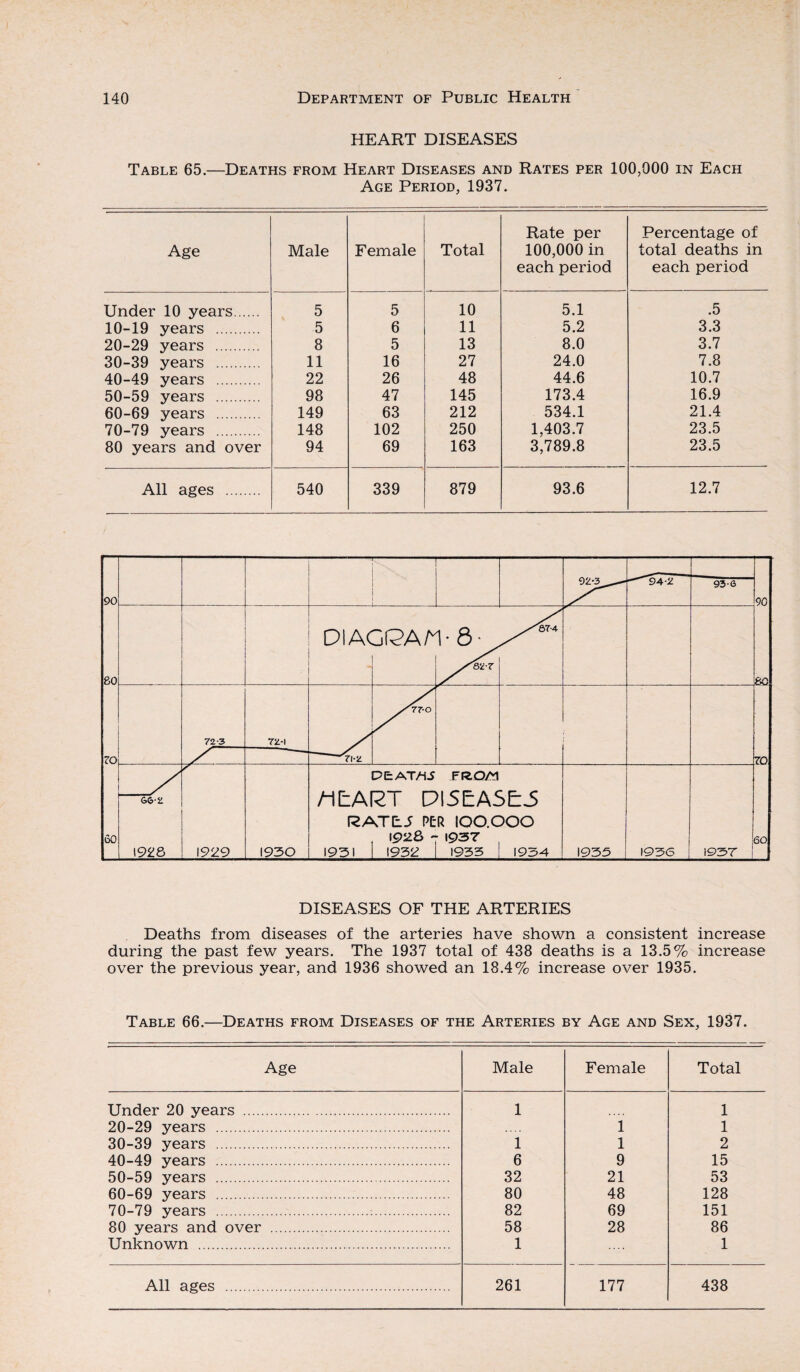 140 Department of Public Health
HEART DISEASES
Table 65.—Deaths from Heart Diseases and Rates per 100,000 in Each
Age Period, 1937.
Age Male Female Total Rate per 100,000 in each period Percentage of total deaths in each period
Under 10 years...... 5 5 10 5.1 .5
10-19 years .......... 5 6 11 5.2 3.3
20-29 years .......... 8 5 13 8.0 3.7
30-39 years .......... 11 16 27 24.0 7.8
40-49 years .......... 22 26 48 44.6 10.7
50-59 years .......... 98 47 145 173.4 16.9
60-69 years .......... 149 63 212 534.1 21.4
70-79 years .......... 148 102 250 1,403.7 23.5
80 years and over 94 69 163 3,789.8 23.5
All ages ........ 540 339 879 93.6 12.7
92·3 94·2 93·6
90 90
DIAGRAM· 8· 87·4
82·7
80 80
77·0
72·3 72·1
71·2
70 70
DEATHS FROM
66·2 HEART DISEASES
RATES PER 100.000
1928 - 1937
60 60
1928 1929 1930 1931 1932 1933 1934 1935 1936 1937
DISEASES OF THE ARTERIES
Deaths from diseases of the arteries have shown a consistent increase
during the past few years. The 1937 total of 438 deaths is a 13.5% increase
over the previous year, and 1936 showed an 18.4% increase over 1935.
Table 66.—Deaths from Diseases of the Arteries by Age and Sex, 1937.
Age Male Female Total
Under 20 years .......... 1 .... 1
20-29 years .......... .... 1 1
30-39 years .......... 1 1 2
40-49 years .......... 6 9 15
50-59 years .......... 32 21 53
60-69 years .......... 80 48 128
70-79 years .......... 82 69 151
80 years and over .......... 58 28 86
Unknown .......... 1 .... 1
All ages .......... 261 177 438